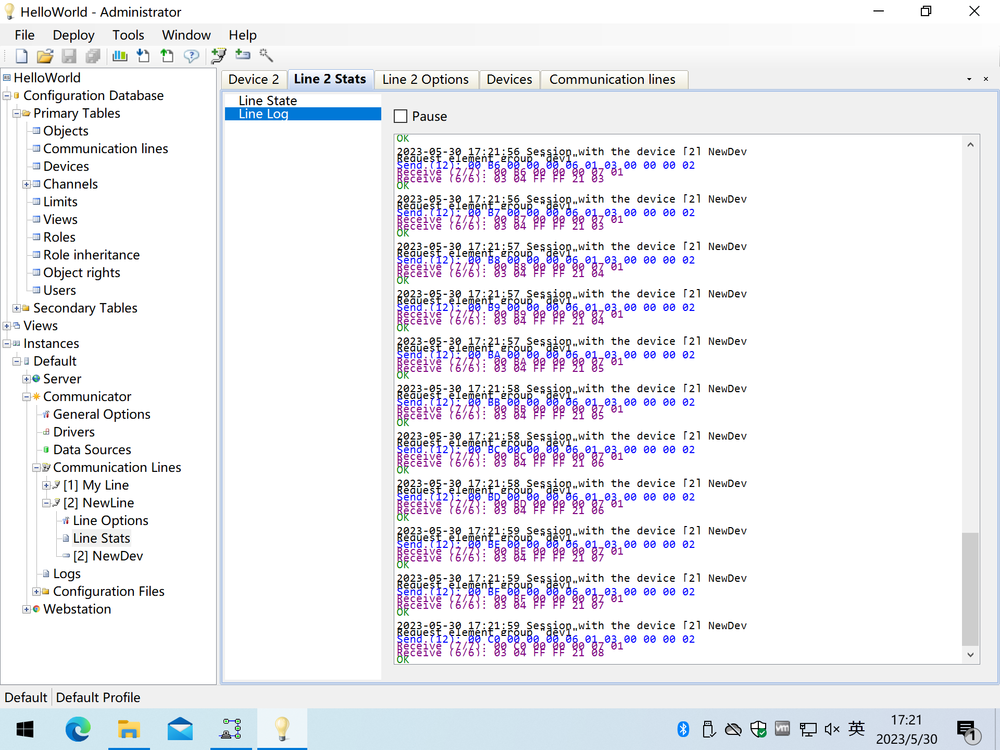 HelloWorld - Administrator
File Deploy Tools Window Help
HelloWorld
Configuration Database
Primary Tables
Objects
Communication lines
Devices
Channels
Limits
Views
Roles
Role inheritance
Object rights
Users
Secondary Tables
Views
Instances
Default
Server
Communicator
General Options
Drivers
Data Sources
Communication Lines
[1] My Line
[2] NewLine
Line Options
Line Stats
[2] NewDev
Logs
Configuration Files
Webstation
Device 2 Line 2 Stats Line 2 Options Devices Communication lines
Line State
Line Log
Pause
OK
2023-05-30 17:21:56 Session with the device [2] NewDev
Request element group "dev1"
Send (12): 00 B6 00 00 00 06 01 03 00 00 00 02
Receive (7/7): 00 B6 00 00 00 07 01
Receive (6/6): 03 04 FF FF 21 03
OK
2023-05-30 17:21:56 Session with the device [2] NewDev
Request element group "dev1"
Send (12): 00 B7 00 00 00 06 01 03 00 00 00 02
Receive (7/7): 00 B7 00 00 00 07 01
Receive (6/6): 03 04 FF FF 21 03
OK
2023-05-30 17:21:57 Session with the device [2] NewDev
Request element group "dev1"
Send (12): 00 B8 00 00 00 06 01 03 00 00 00 02
Receive (7/7): 00 B8 00 00 00 07 01
Receive (6/6): 03 04 FF FF 21 04
OK
2023-05-30 17:21:57 Session with the device [2] NewDev
Request element group "dev1"
Send (12): 00 B9 00 00 00 06 01 03 00 00 00 02
Receive (7/7): 00 B9 00 00 00 07 01
Receive (6/6): 03 04 FF FF 21 04
OK
2023-05-30 17:21:57 Session with the device [2] NewDev
Request element group "dev1"
Send (12): 00 BA 00 00 00 06 01 03 00 00 00 02
Receive (7/7): 00 BA 00 00 00 07 01
Receive (6/6): 03 04 FF FF 21 05
OK
2023-05-30 17:21:58 Session with the device [2] NewDev
Request element group "dev1"
Send (12): 00 BB 00 00 00 06 01 03 00 00 00 02
Receive (7/7): 00 BB 00 00 00 07 01
Receive (6/6): 03 04 FF FF 21 05
OK
2023-05-30 17:21:58 Session with the device [2] NewDev
Request element group "dev1"
Send (12): 00 BC 00 00 00 06 01 03 00 00 00 02
Receive (7/7): 00 BC 00 00 00 07 01
Receive (6/6): 03 04 FF FF 21 06
OK
2023-05-30 17:21:58 Session with the device [2] NewDev
Request element group "dev1"
Send (12): 00 BD 00 00 00 06 01 03 00 00 00 02
Receive (7/7): 00 BD 00 00 00 07 01
Receive (6/6): 03 04 FF FF 21 06
OK
2023-05-30 17:21:59 Session with the device [2] NewDev
Request element group "dev1"
Send (12): 00 BE 00 00 00 06 01 03 00 00 00 02
Receive (7/7): 00 BE 00 00 00 07 01
Receive (6/6): 03 04 FF FF 21 07
OK
2023-05-30 17:21:59 Session with the device [2] NewDev
Request element group "dev1"
Send (12): 00 BF 00 00 00 06 01 03 00 00 00 02
Receive (7/7): 00 BF 00 00 00 07 01
Receive (6/6): 03 04 FF FF 21 07
OK
2023-05-30 17:21:59 Session with the device [2] NewDev
Request element group "dev1"
Send (12): 00 C0 00 00 00 06 01 03 00 00 00 02
Receive (7/7): 00 C0 00 00 00 07 01
Receive (6/6): 03 04 FF FF 21 08
OK
Default Default Profile
英
17:21
2023/5/30
1